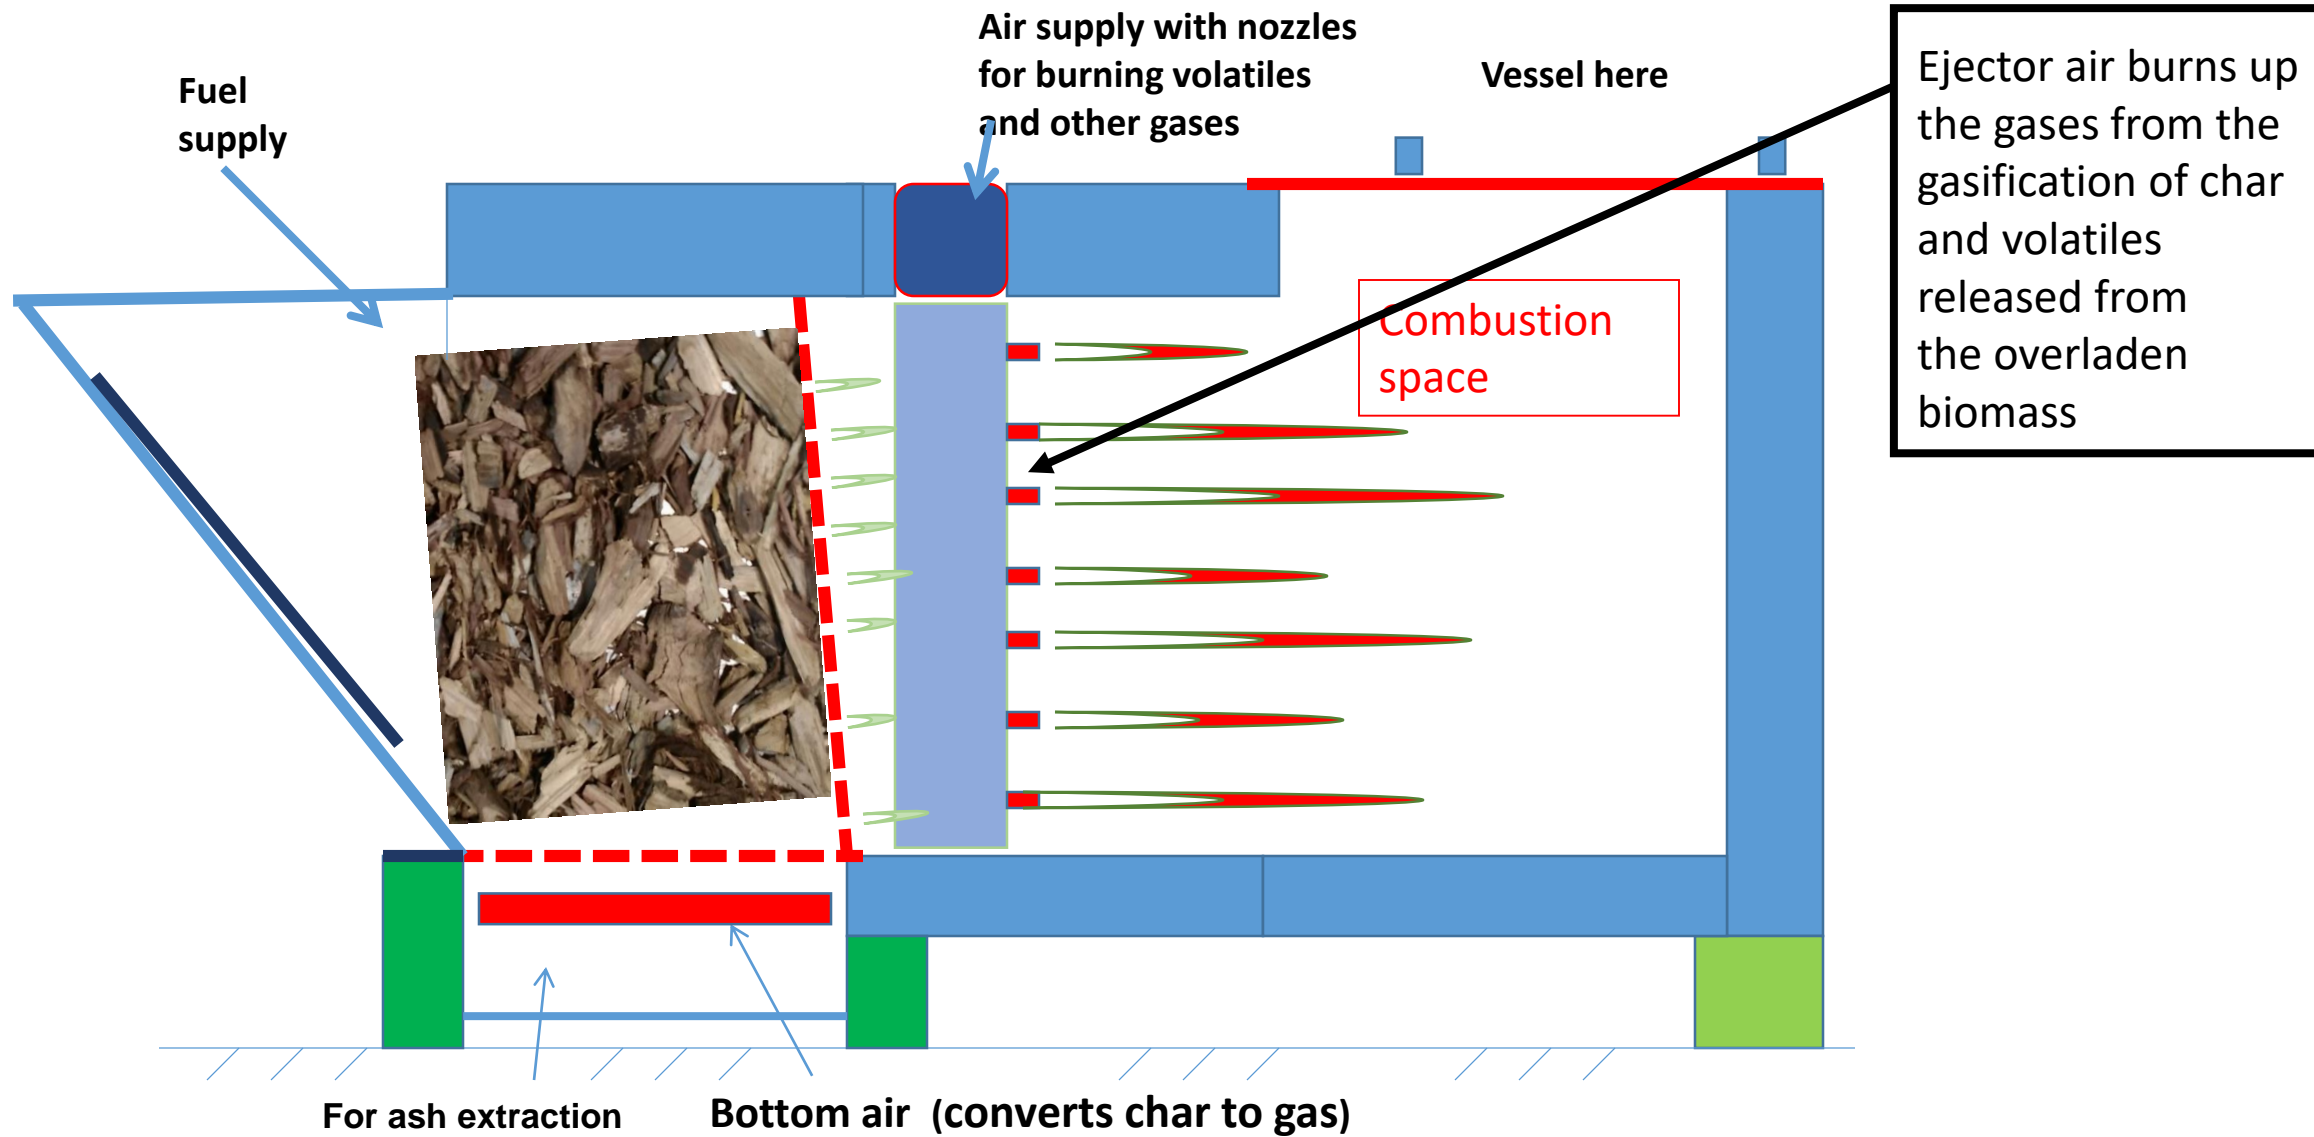 Air supply with nozzles
for burning volatiles
and other gases
Fuel
supply
Vessel here
Ejector air burns up
the gases from the
gasification of char
and volatiles
released from
the overladen
biomass
Combustion
space
For ash extraction
Bottom air (converts char to gas)